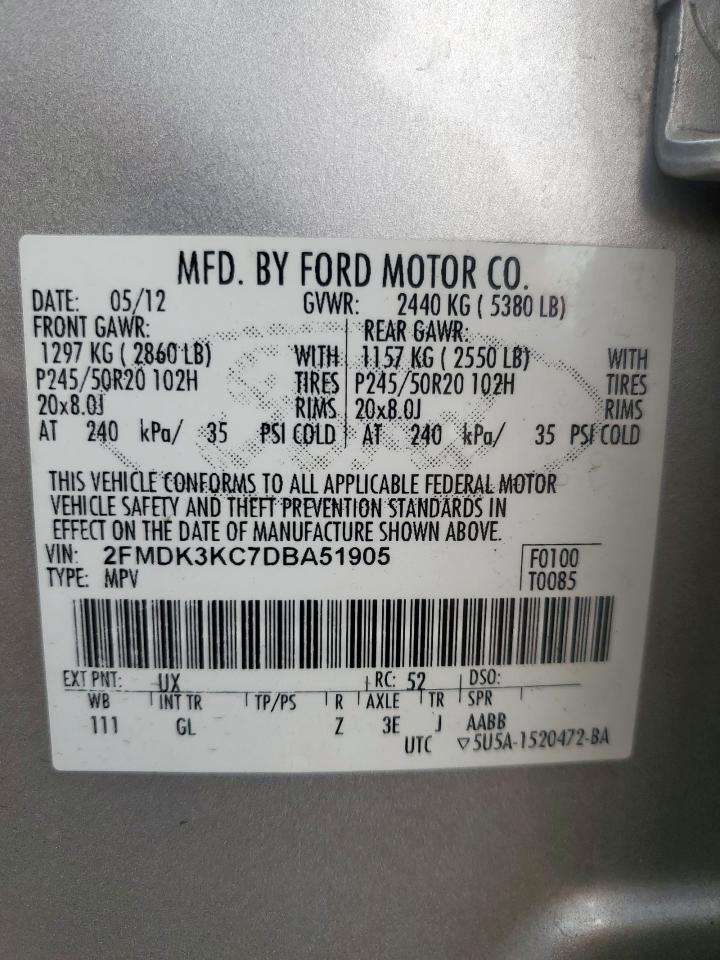 MFD. BY FORD MOTOR CO.
DATE: 05/12 GVWR: 2440 KG ( 5380 LB)
FRONT GAWR: REAR GAWR:
1297 KG ( 2860 LB) WITH 1157 KG ( 2550 LB) WITH
P245/50R20 102H TIRES P245/50R20 102H TIRES
20x8.0J RIMS 20x8.0J RIMS
AT 240 kPa/ 35 PSI COLD AT 240 kPa/ 35 PSI COLD
THIS VEHICLE CONFORMS TO ALL APPLICABLE FEDERAL MOTOR
VEHICLE SAFETY AND THEFT PREVENTION STANDARDS IN
EFFECT ON THE DATE OF MANUFACTURE SHOWN ABOVE.
VIN: 2FMDK3KC7DBA51905 F0100
TYPE: MPV T0085
EXT PNT: UX RC: 52 DSO:
WB INT TR TP/PS R AXLE TR SPR
111 GL Z 3E J AABB
UTC ▽5U5A-1520472-BA